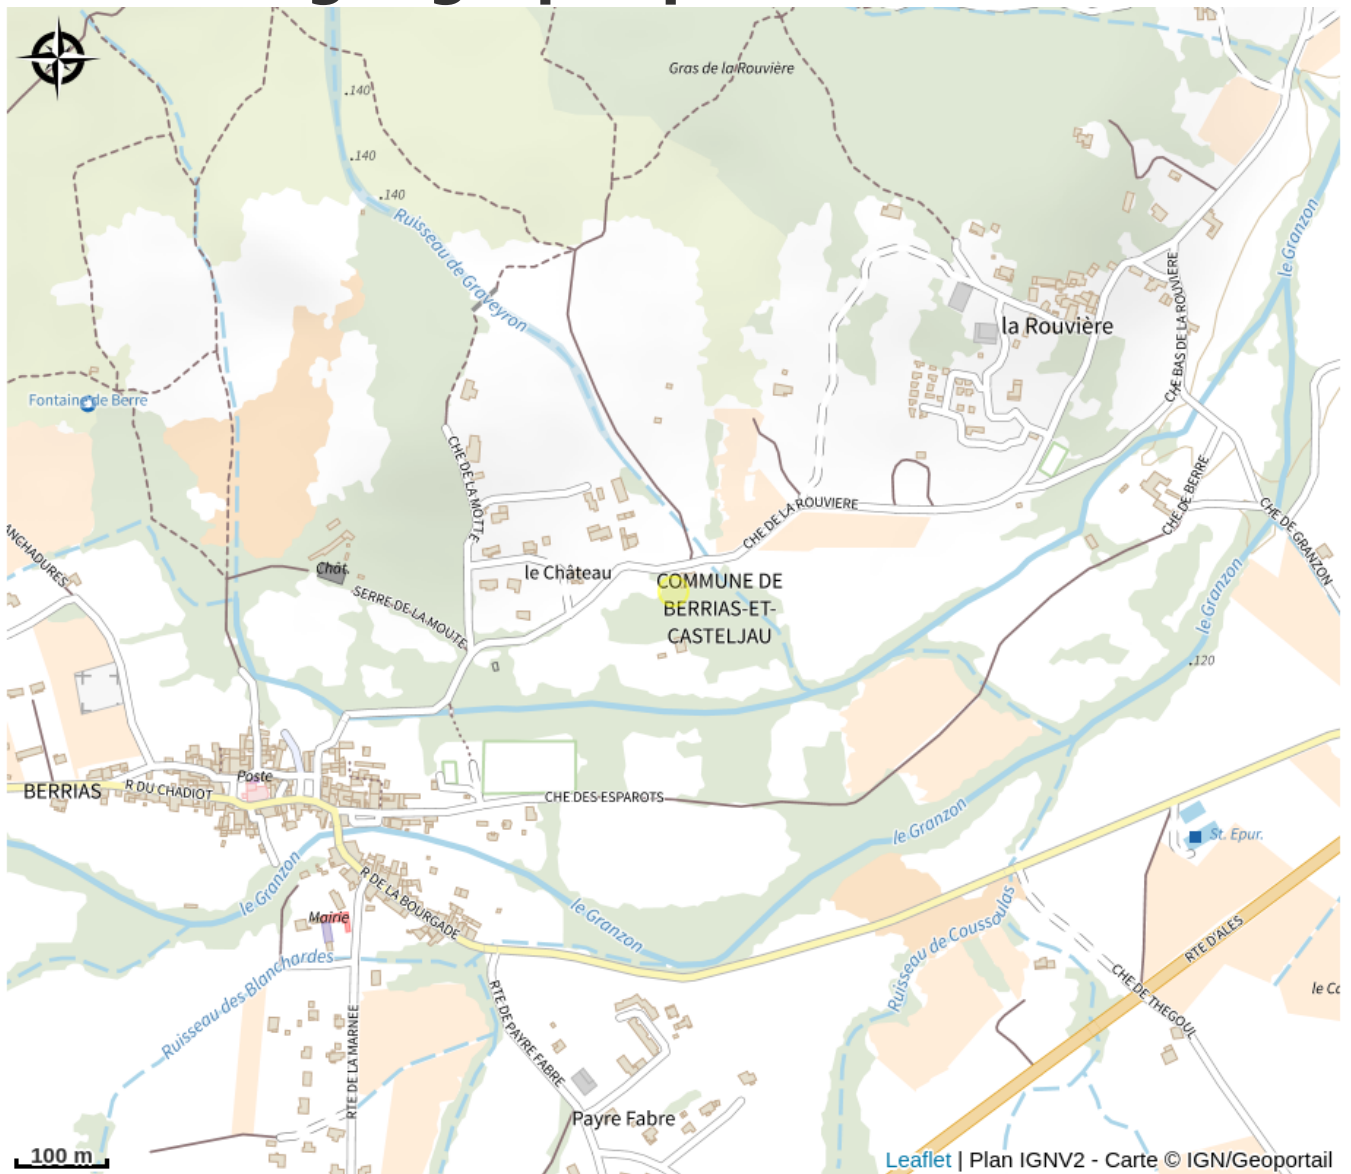 Gras de la Rouvière
.140
.140
.140
Ruisseau de Graveyron
le Granzon
la Rouvière
CHE BAS DE LA ROUVIERE
Fontaine de Berre
CHE DE LA MOTTE
CHE DE LA ROUVIERE
CHE DE BERRE
CHE DE GRANZON
ANCHADURES
Chât.
le Château
COMMUNE DE
BERRIAS-ET-
CASTELJAU
SERRE-DE-LA-MOUTE
le Granzon
.120
Poste
BERRIAS
R DU CHADIOT
CHE DES ESPAROTS
le Granzon
St. Epur.
R DE LA BOURGADE
le Granzon
Mairie
le Granzon
Ruisseau de Coussoulas
RTE D'ALES
Ruisseau des Blanchardes
CHE DE THEGOUL
le Co
RTE DE PAYRE FABRE
RTE DE LA MARNEE
Payre Fabre
100 m
Leaflet | Plan IGNV2 - Carte © IGN/Geoportail